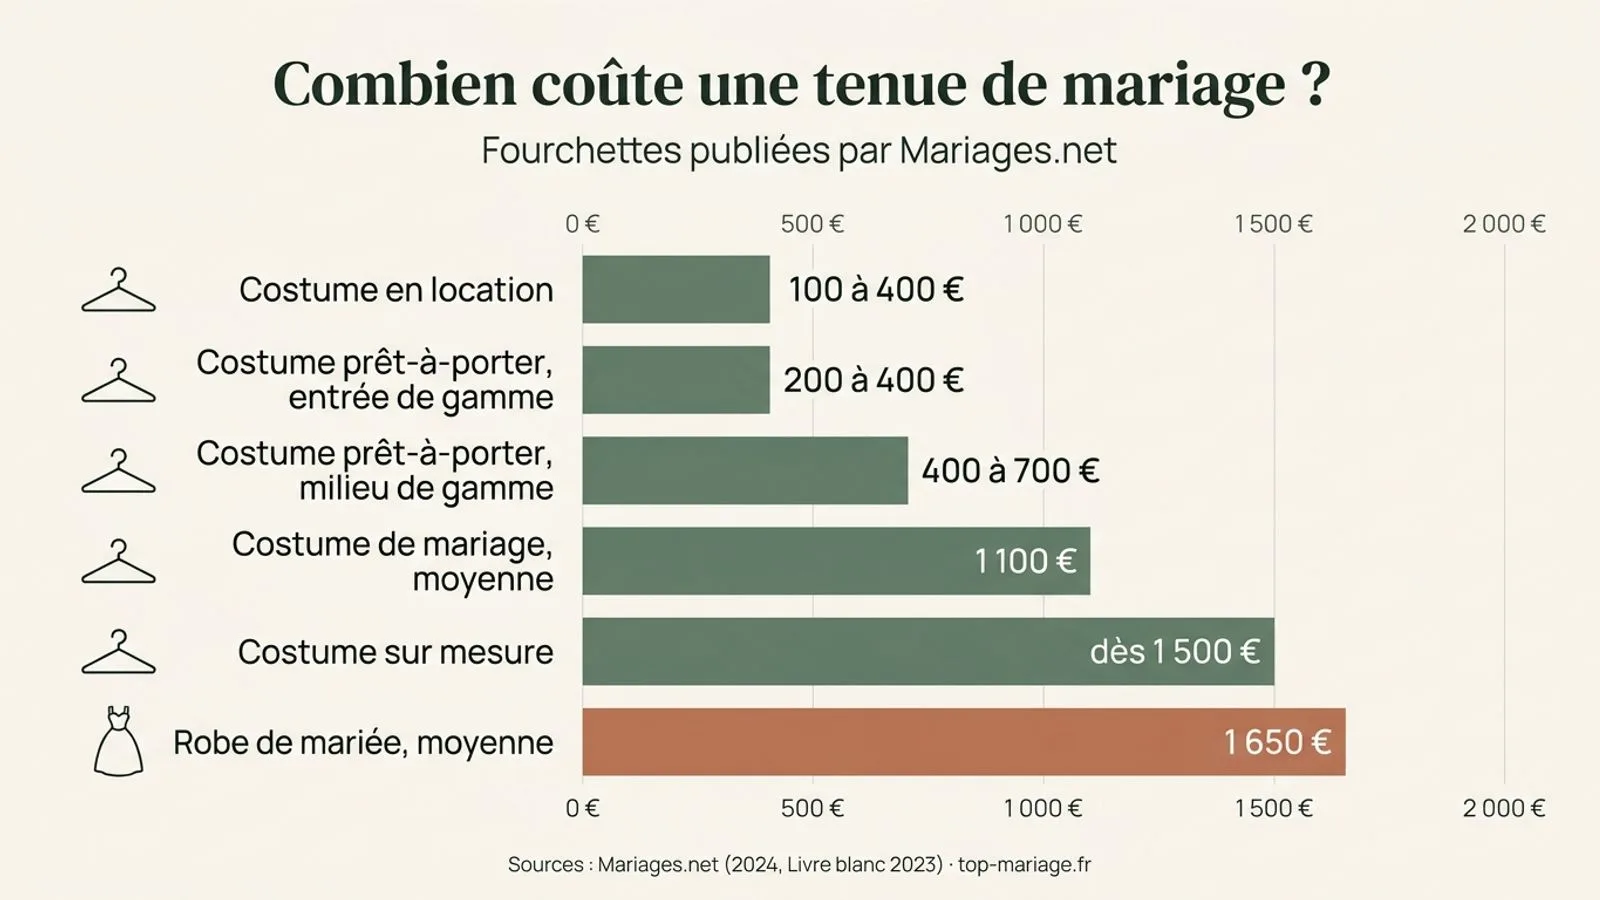 Combien coûte une tenue de mariage ?
Fourchettes publiées par Mariages.net
0 € 500 € 1 000 € 1 500 € 2 000 €
Costume en location 100 à 400 €
Costume prêt-à-porter,
entrée de gamme 200 à 400 €
Costume prêt-à-porter,
milieu de gamme 400 à 700 €
Costume de mariage,
moyenne 1 100 €
Costume sur mesure dès 1 500 €
Robe de mariée, moyenne 1 650 €
0 € 500 € 1 000 € 1 500 € 2 000 €
Sources : Mariages.net (2024, Livre blanc 2023) · top-mariage.fr